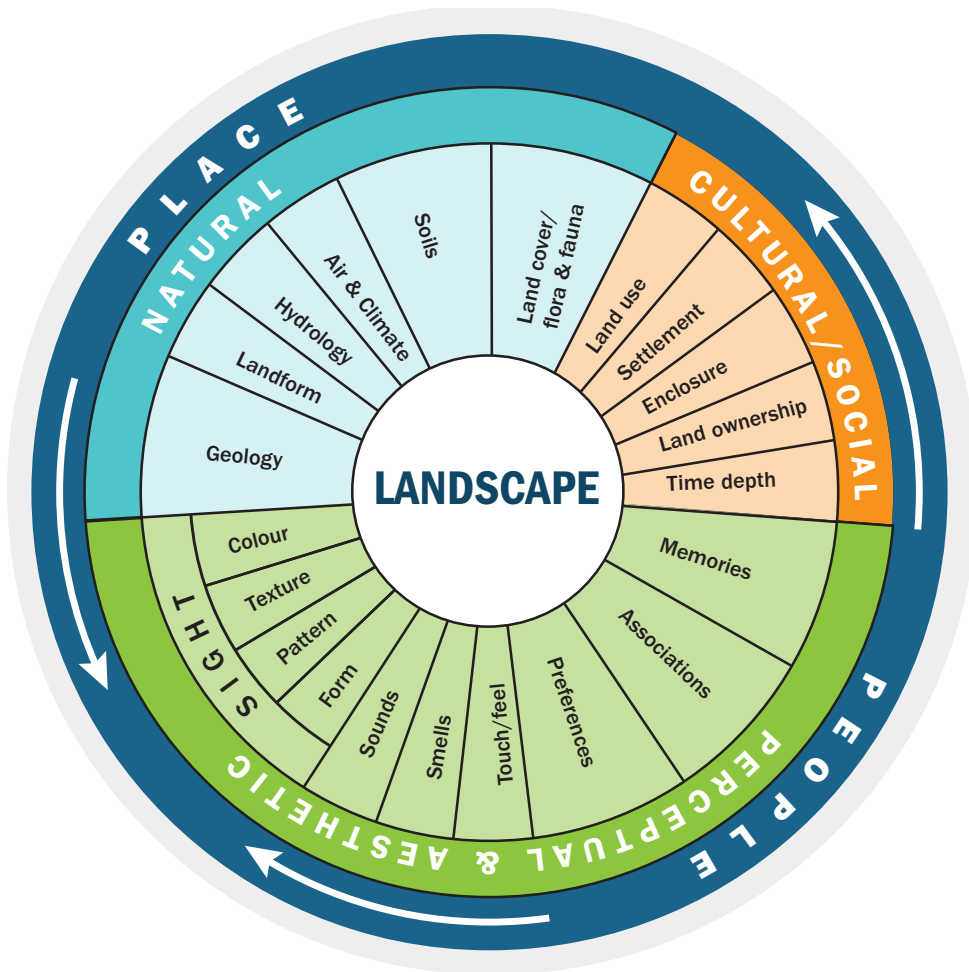 PLACE
NATURAL
CULTURAL/SOCIAL
Geology
Landform
Hydrology
Air & Climate
Soils
Land cover/
flora & fauna
Land use
Settlement
Enclosure
Land ownership
Time depth
LANDSCAPE
Memories
Associations
Preferences
Touch/feel
Smells
Sounds
Form
Pattern
Texture
Colour
SIGHT
PERCEPTUAL & AESTHETIC
PEOPLE